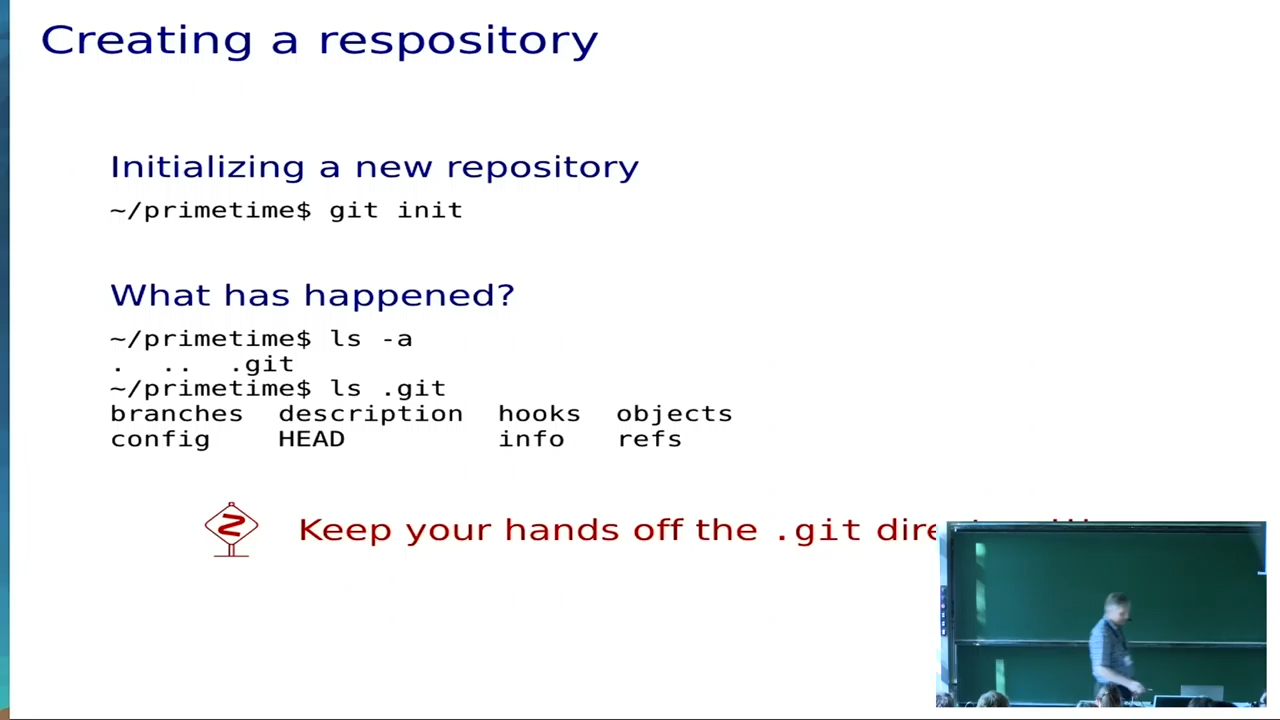 Creating a respository
Initializing a new repository
~/primetime$ git init
What has happened?
~/primetime$ ls -a
. .. .git
~/primetime$ ls .git
branches description hooks objects
config HEAD info refs
Keep your hands off the .git